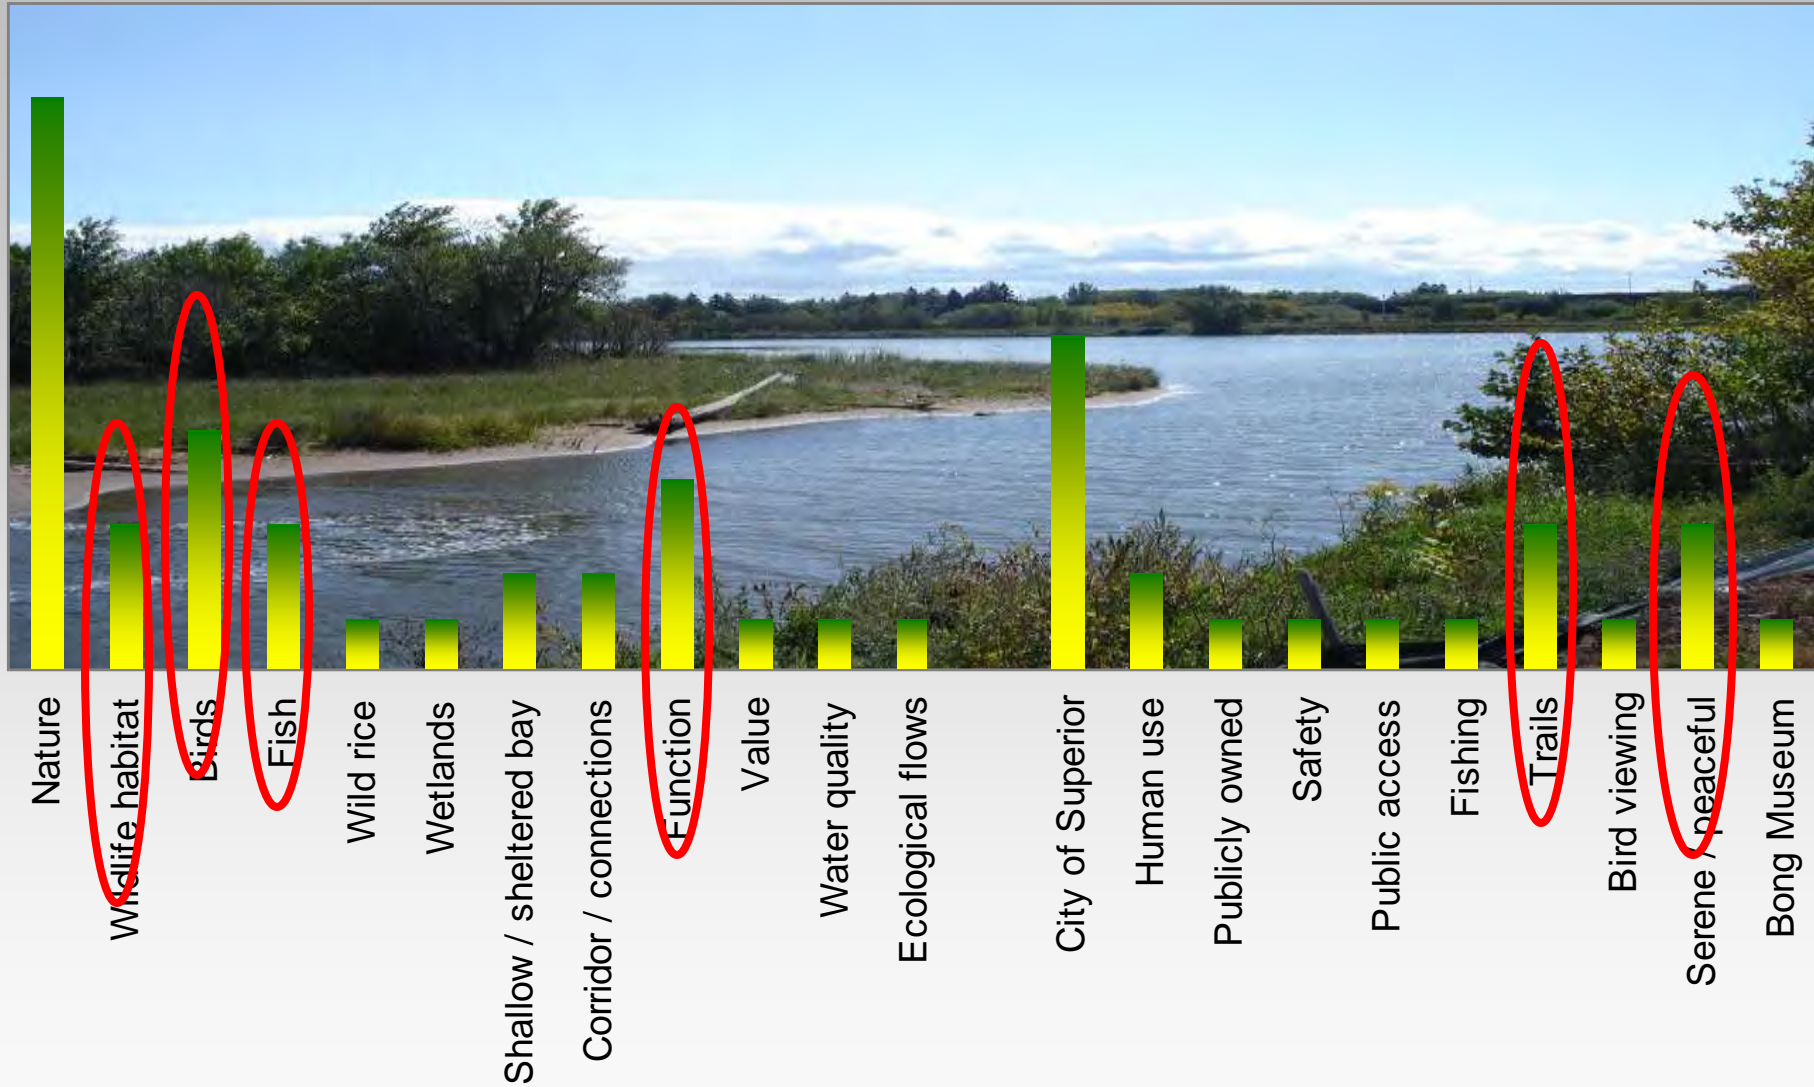 Nature
Wildlife habitat
Birds
Fish
Wild rice
Wetlands
Shallow / sheltered bay
Corridor / connections
Function
Value
Water quality
Ecological flows
City of Superior
Human use
Publicly owned
Safety
Public access
Fishing
Trails
Bird viewing
Serene / peaceful
Bong Museum